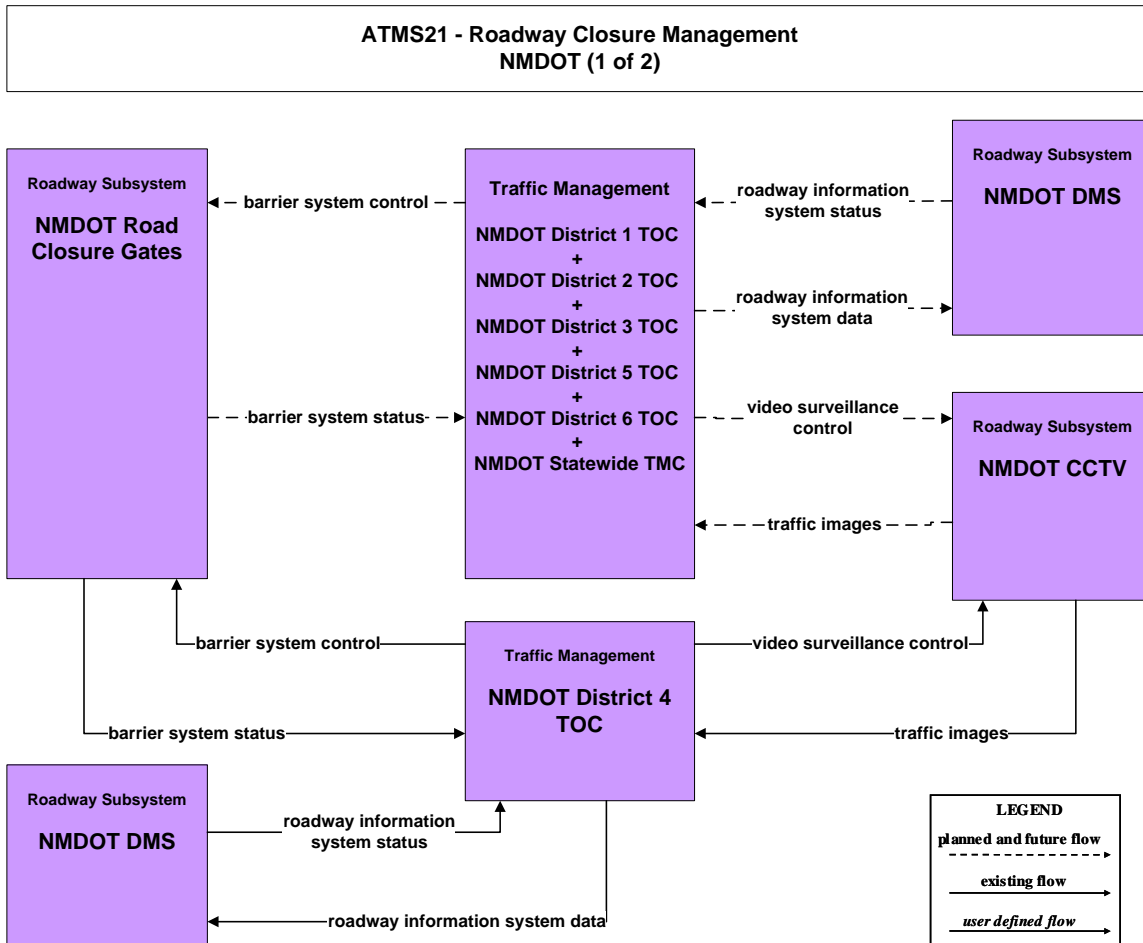 ATMS21 - Roadway Closure Management
NMDOT (1 of 2)
Roadway Subsystem
NMDOT Road
Closure Gates
barrier system control
barrier system status
Traffic Management
NMDOT District 1 TOC
+
NMDOT District 2 TOC
+
NMDOT District 3 TOC
+
NMDOT District 5 TOC
+
NMDOT District 6 TOC
+
NMDOT Statewide TMC
roadway information
system status
roadway information
system data
Roadway Subsystem
NMDOT DMS
video surveillance
control
traffic images
Roadway Subsystem
NMDOT CCTV
barrier system control
barrier system status
Traffic Management
NMDOT District 4
TOC
video surveillance control
traffic images
Roadway Subsystem
NMDOT DMS
roadway information
system status
roadway information system data
LEGEND
planned and future flow
existing flow
user defined flow